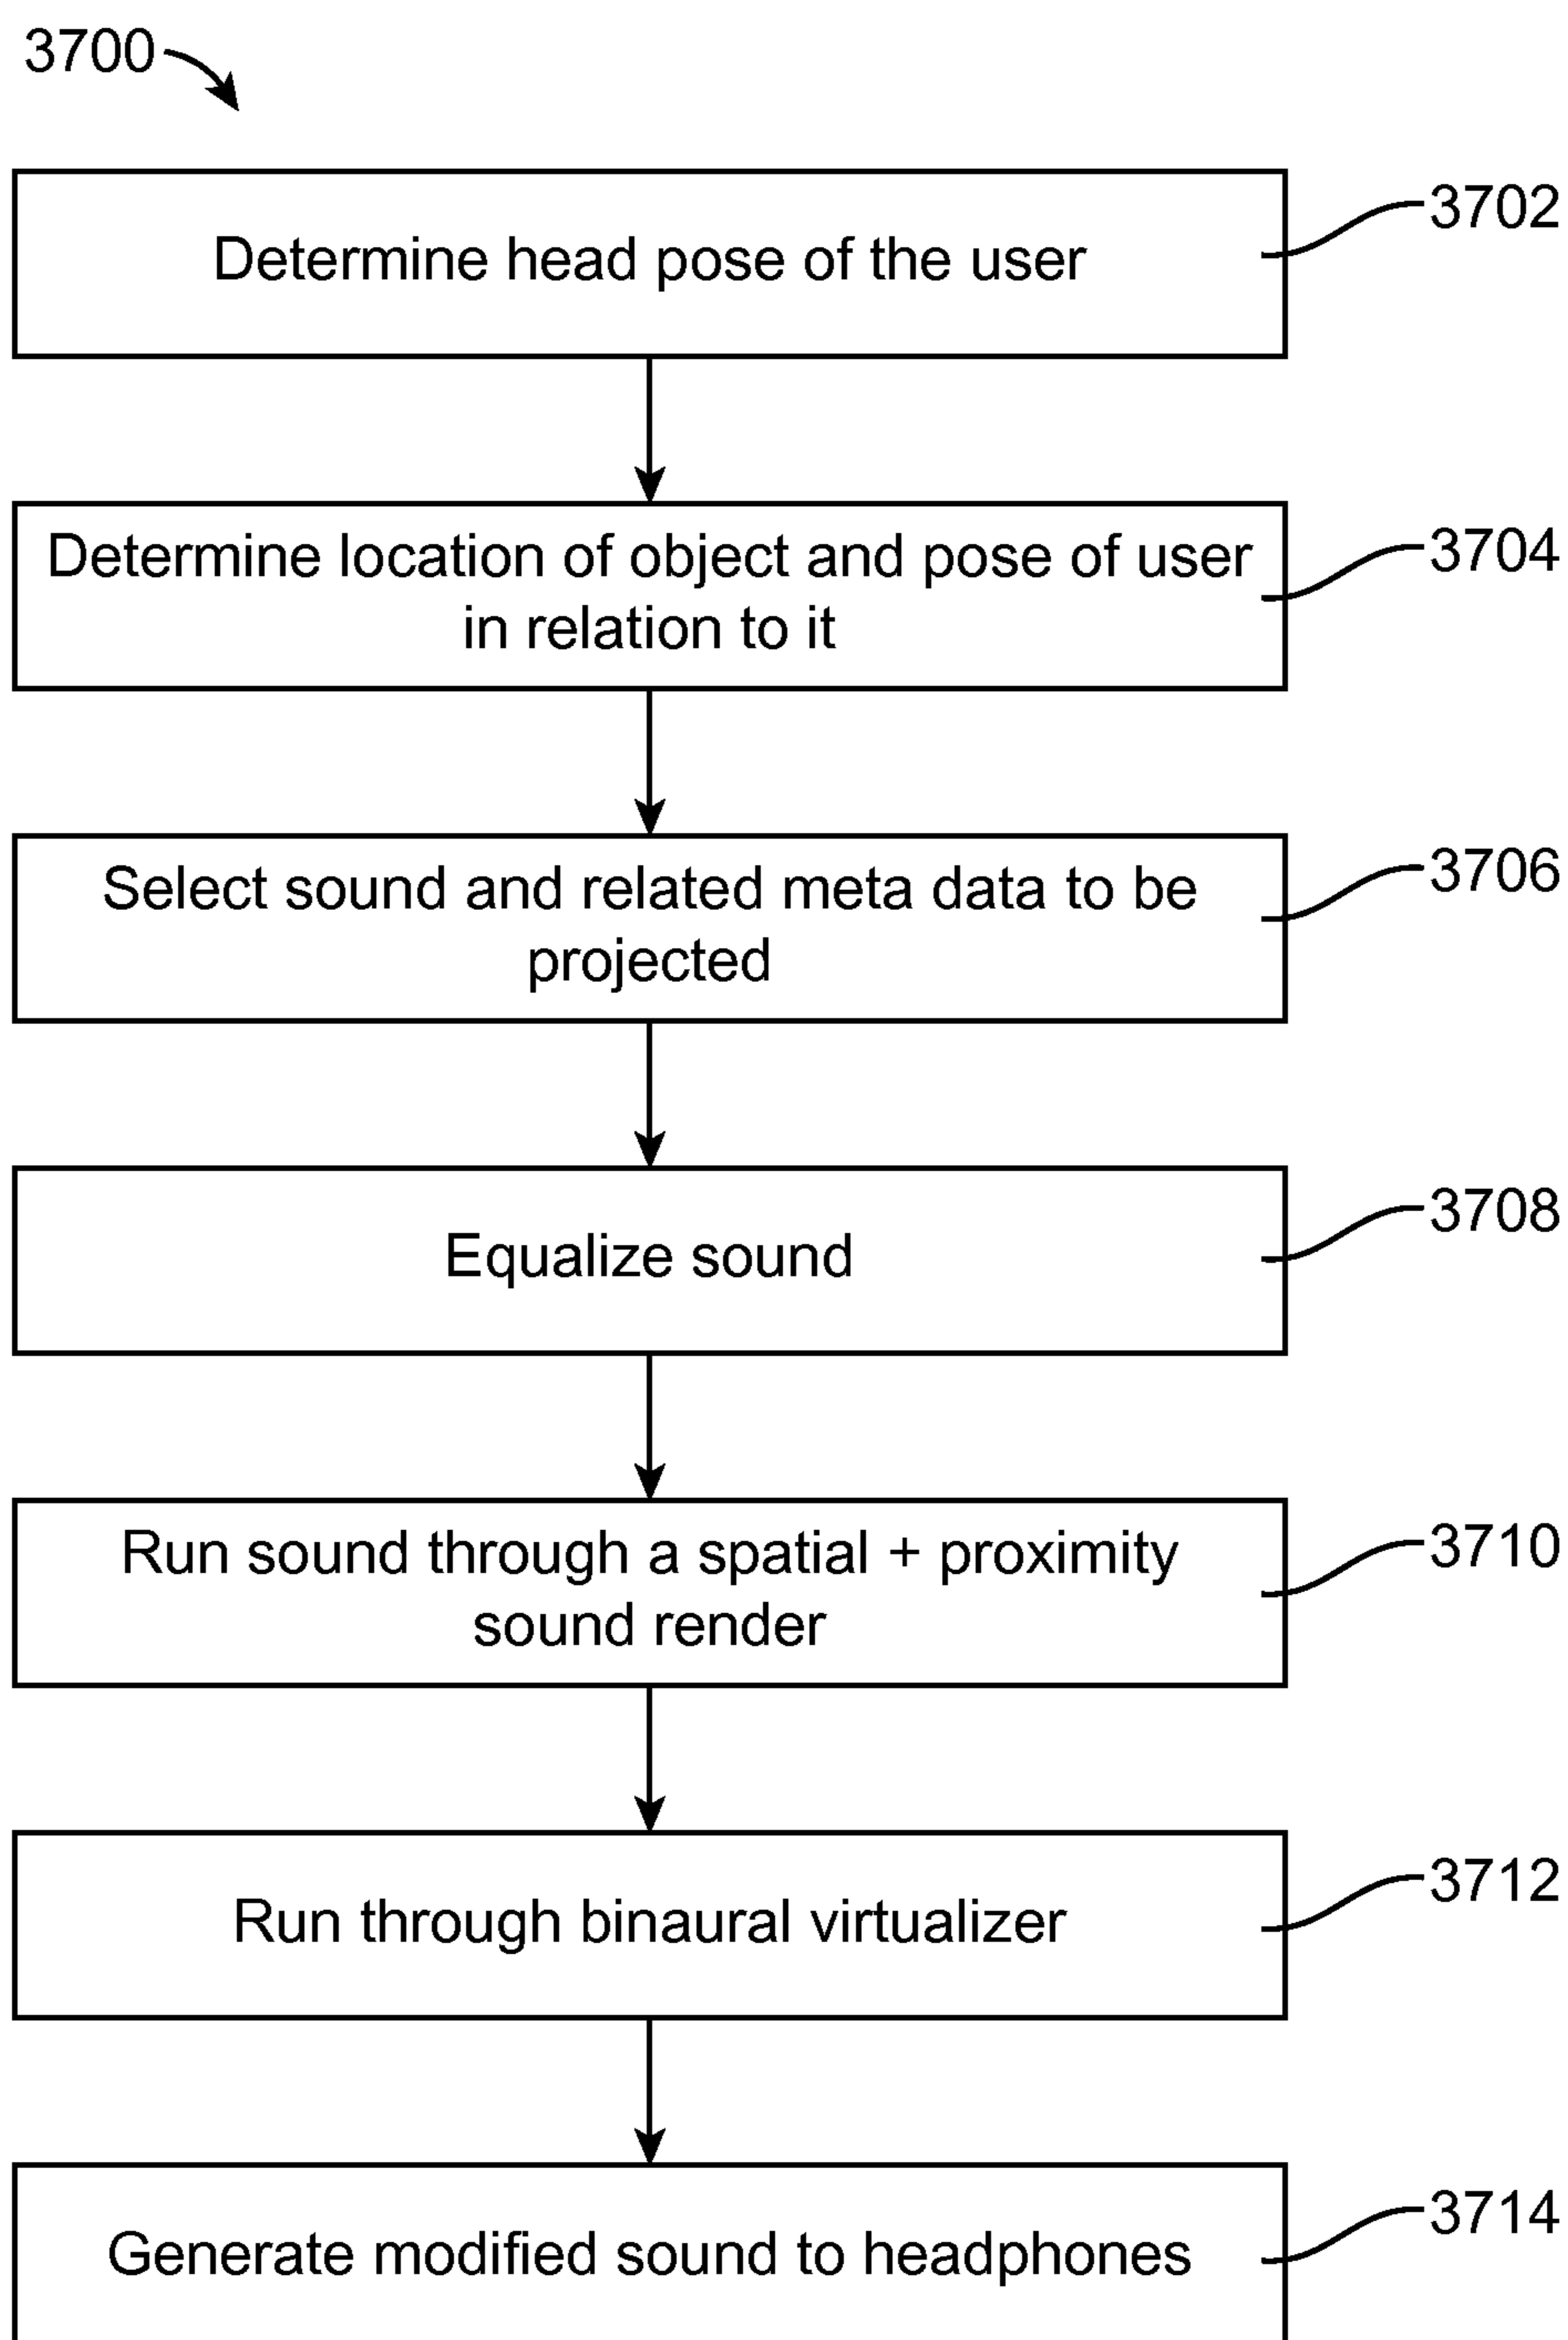 3700
Determine head pose of the user
3702
Determine location of object and pose of user
in relation to it
3704
Select sound and related meta data to be
projected
3706
Equalize sound
3708
Run sound through a spatial + proximity
sound render
3710
Run through binaural virtualizer
3712
Generate modified sound to headphones
3714